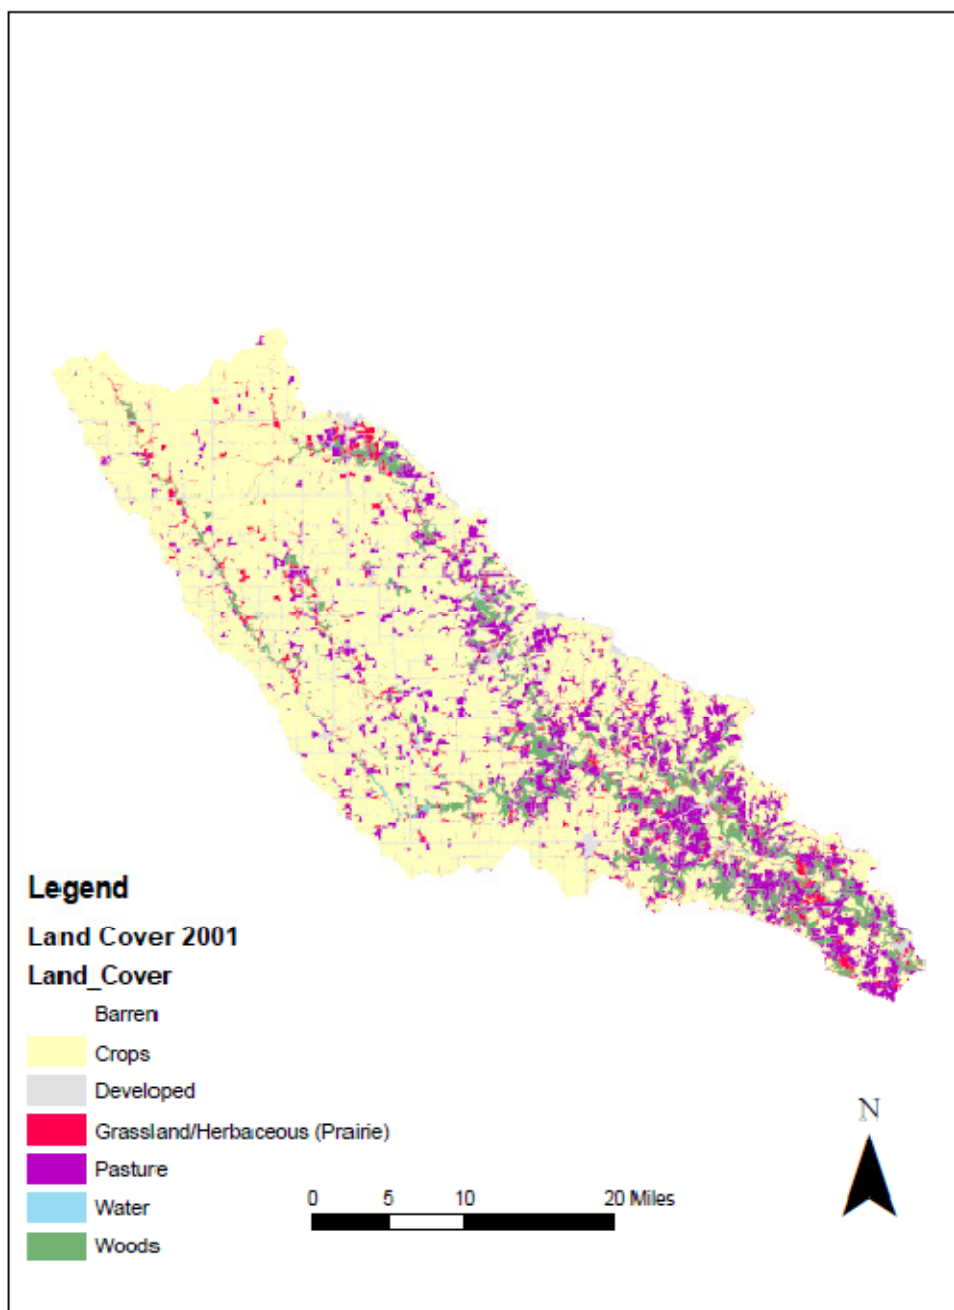 Legend
Land Cover 2001
Land_Cover
Barren
Crops
Developed
Grassland/Herbaceous (Prairie)
Pasture
Water
Woods
0 5 10 20 Miles
N